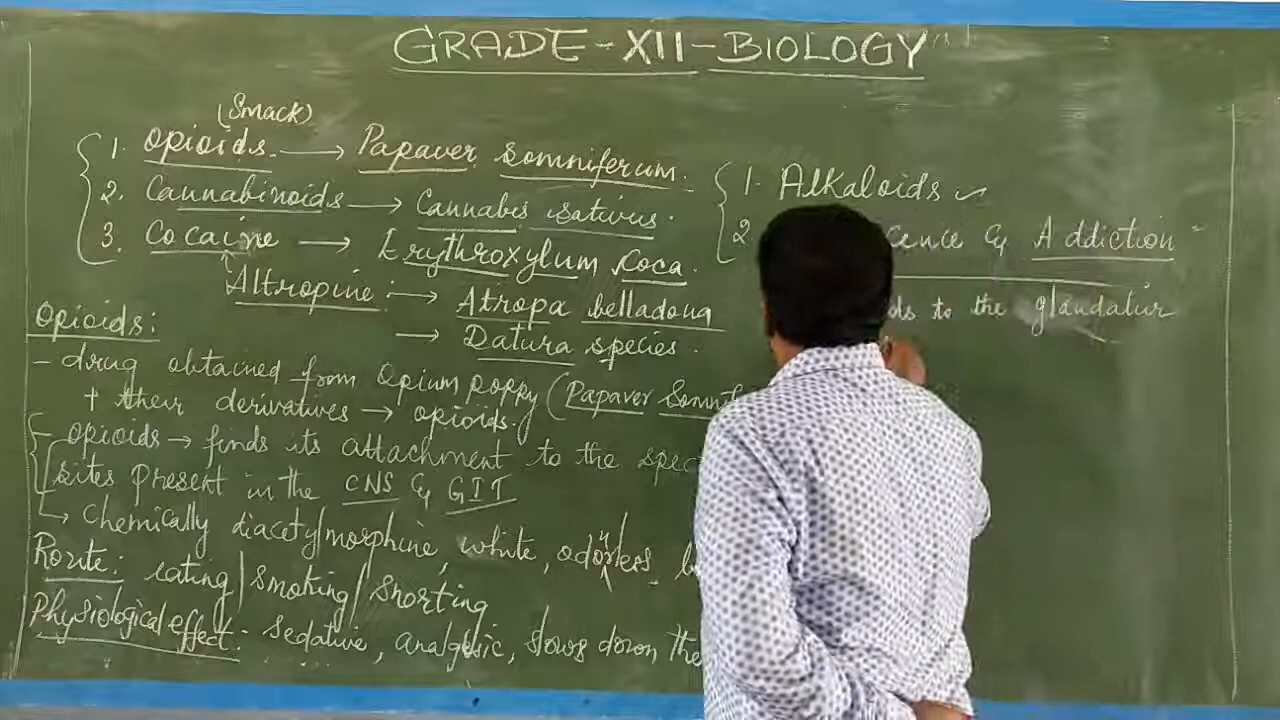 GRADE-XII-BIOLOGY
(Smack)
1. Opioids. → Papaver Somniferum.
2. Cannabinoids → Cannabis sativus.
3. Cocaine → Erythroxylum Coca.
Altropine: → Atropa belladona
→ Datura species.
Opioids:
- drug obtained from Opium poppy (Papaver Somnif
+ their derivatives → opioids.)
- opioids → finds its attachment to the spec
sites present in the CNS & GIT
↳ Chemically diacetylmorphine, white, odorless, b
Route: eating/smoking/snorting
Physiological effect: sedative, analgesic, slows down the
1. Alkaloids ✓
2. cence & Addiction
ds to the glandular